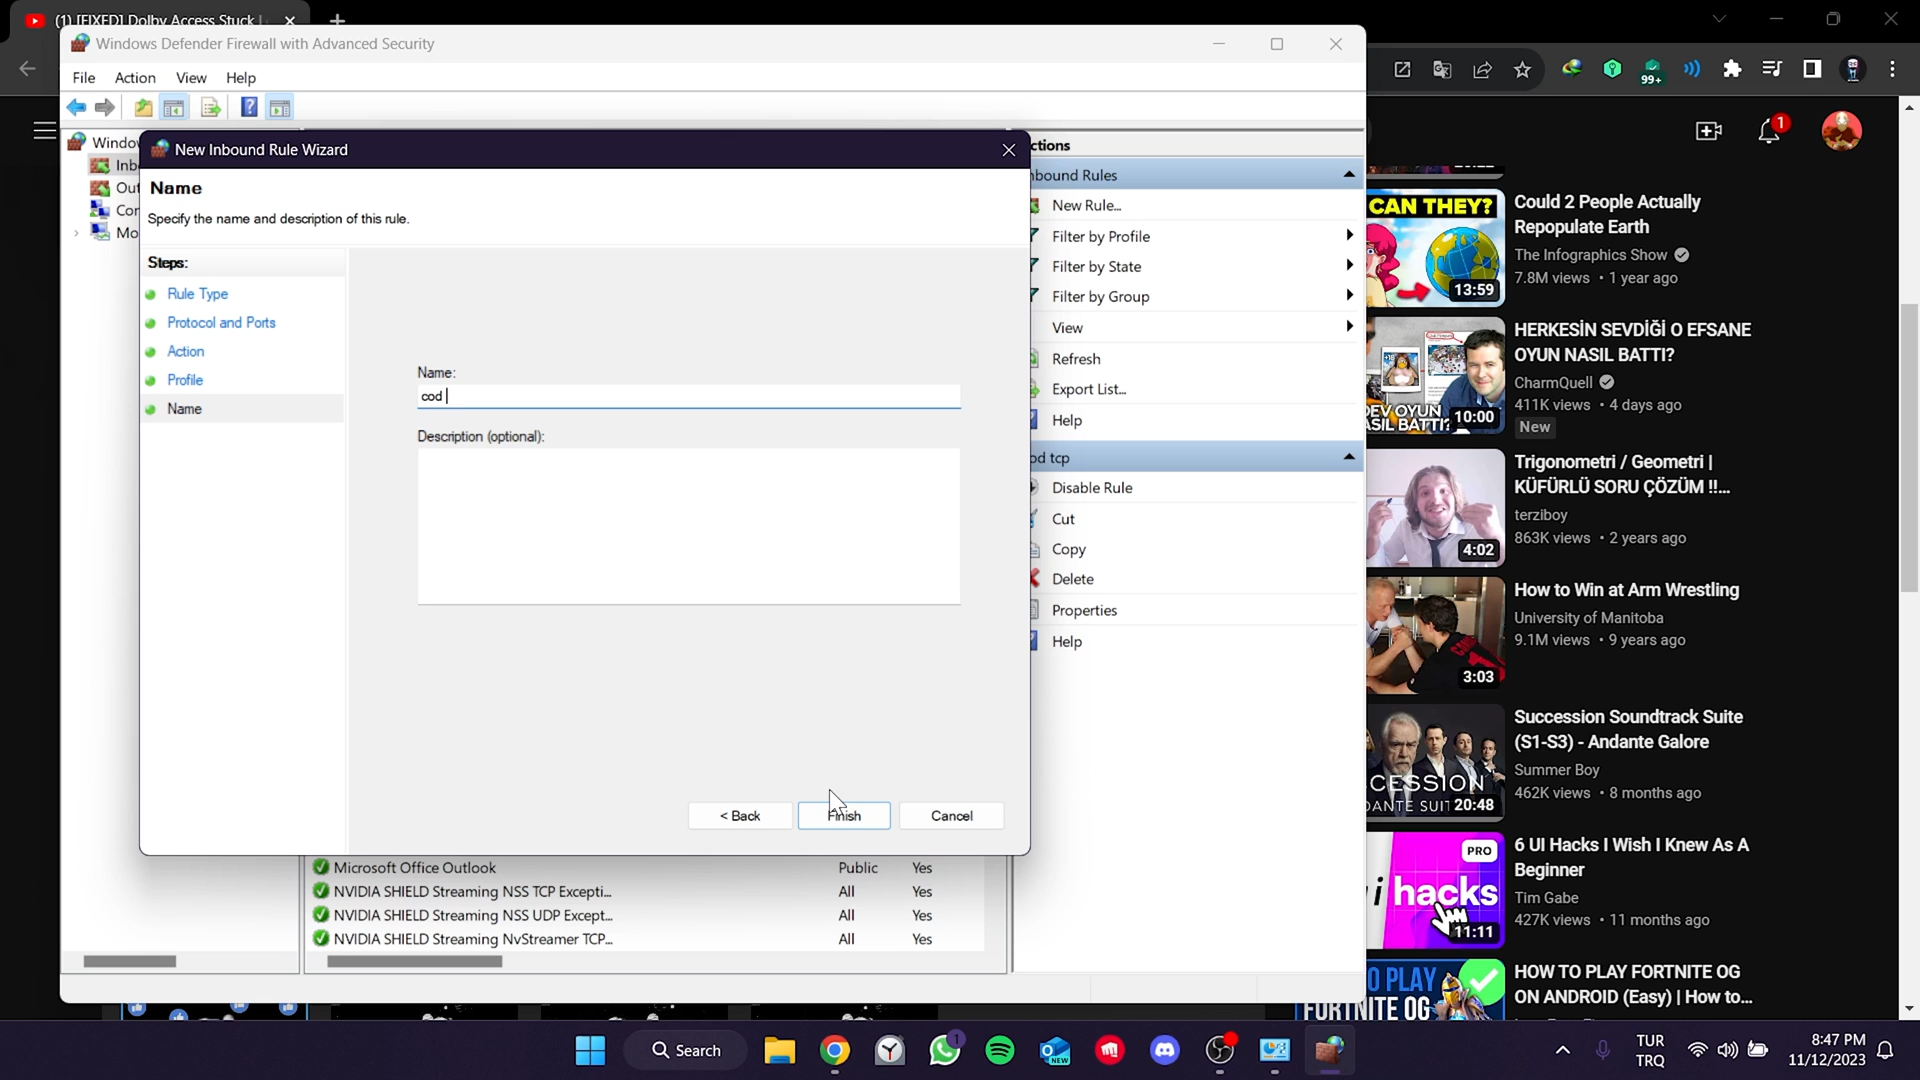 (1) [FIXED] Dolby Access Stuck
Windows Defender Firewall with Advanced Security
File Action View Help
99+
New Inbound Rule Wizard
Name
Specify the name and description of this rule.
Steps:
Rule Type
Protocol and Ports
Action
Profile
Name
Name:
cod
Description (optional):
< Back Finish Cancel
Microsoft Office Outlook Public Yes
NVIDIA SHIELD Streaming NSS TCP Excepti... All Yes
NVIDIA SHIELD Streaming NSS UDP Except... All Yes
NVIDIA SHIELD Streaming NvStreamer TCP... All Yes
New Rule...
Filter by Profile
Filter by State
Filter by Group
View
Refresh
Export List...
Help
Disable Rule
Cut
Copy
Delete
Properties
Help
1
CAN THEY?
13:59
Could 2 People Actually
Repopulate Earth
The Infographics Show
7.8M views • 1 year ago
10:00
HERKESİN SEVDİĞİ O EFSANE
OYUN NASIL BATTI?
CharmQuell
411K views • 4 days ago
New
4:02
Trigonometri / Geometri |
KÜFÜRLÜ SORU ÇÖZÜM !!...
terziboy
863K views • 2 years ago
3:03
How to Win at Arm Wrestling
University of Manitoba
9.1M views • 9 years ago
20:48
Succession Soundtrack Suite
(S1-S3) - Andante Galore
Summer Boy
462K views • 8 months ago
PRO
hacks
11:11
6 UI Hacks I Wish I Knew As A
Beginner
Tim Gabe
427K views • 11 months ago
PLAY
FORTNITE OG
HOW TO PLAY FORTNITE OG
ON ANDROID (Easy) | How to...
Search
1
NEW
TUR
TRQ
8:47 PM
11/12/2023